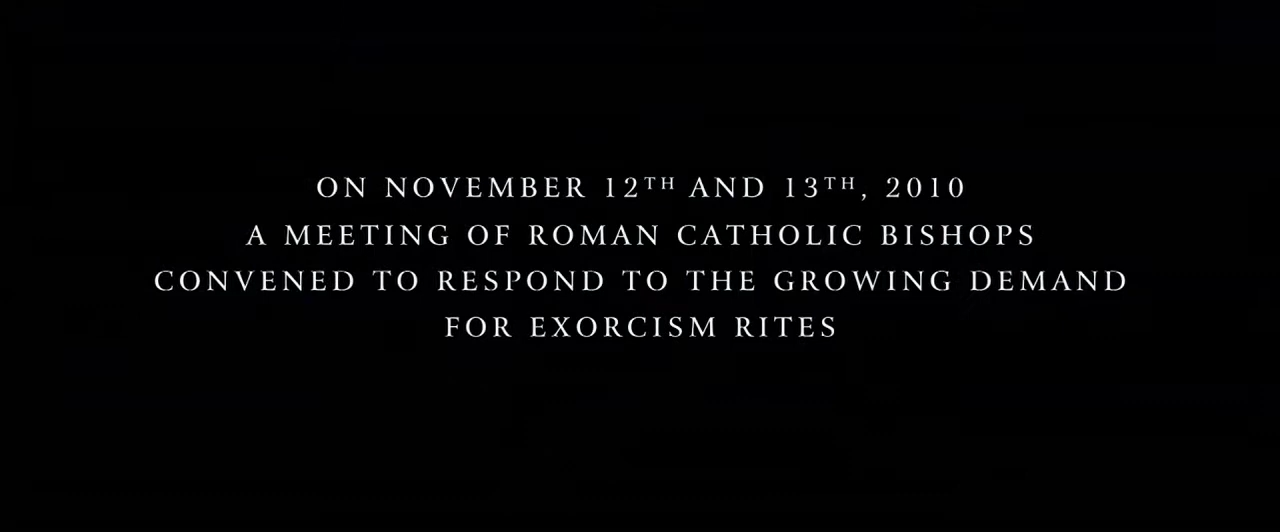 ON NOVEMBER 12TH AND 13TH, 2010
A MEETING OF ROMAN CATHOLIC BISHOPS
CONVENED TO RESPOND TO THE GROWING DEMAND
FOR EXORCISM RITES